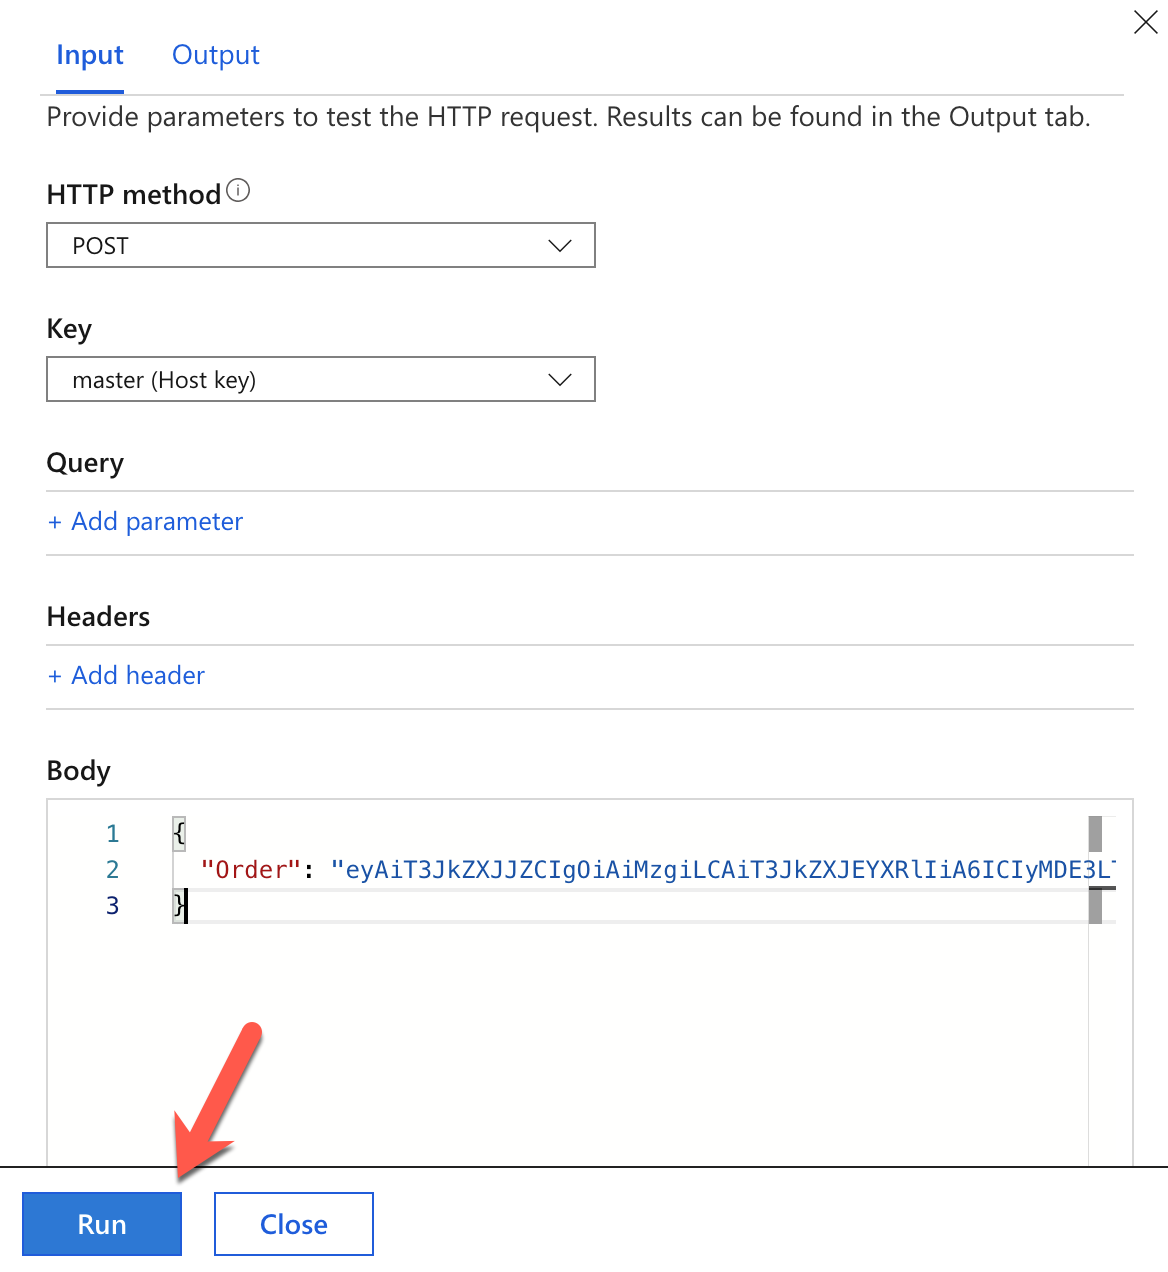 Input Output
Provide parameters to test the HTTP request. Results can be found in the Output tab.
HTTP method
POST
Key
master (Host key)
Query
+ Add parameter
Headers
+ Add header
Body
1 {
2 "Order": "eyAiT3JkZXJJZCIgOiAiMzgiLCAiT3JkZXJEYXRlIiA6ICIyMDE3L
3 }
Run Close